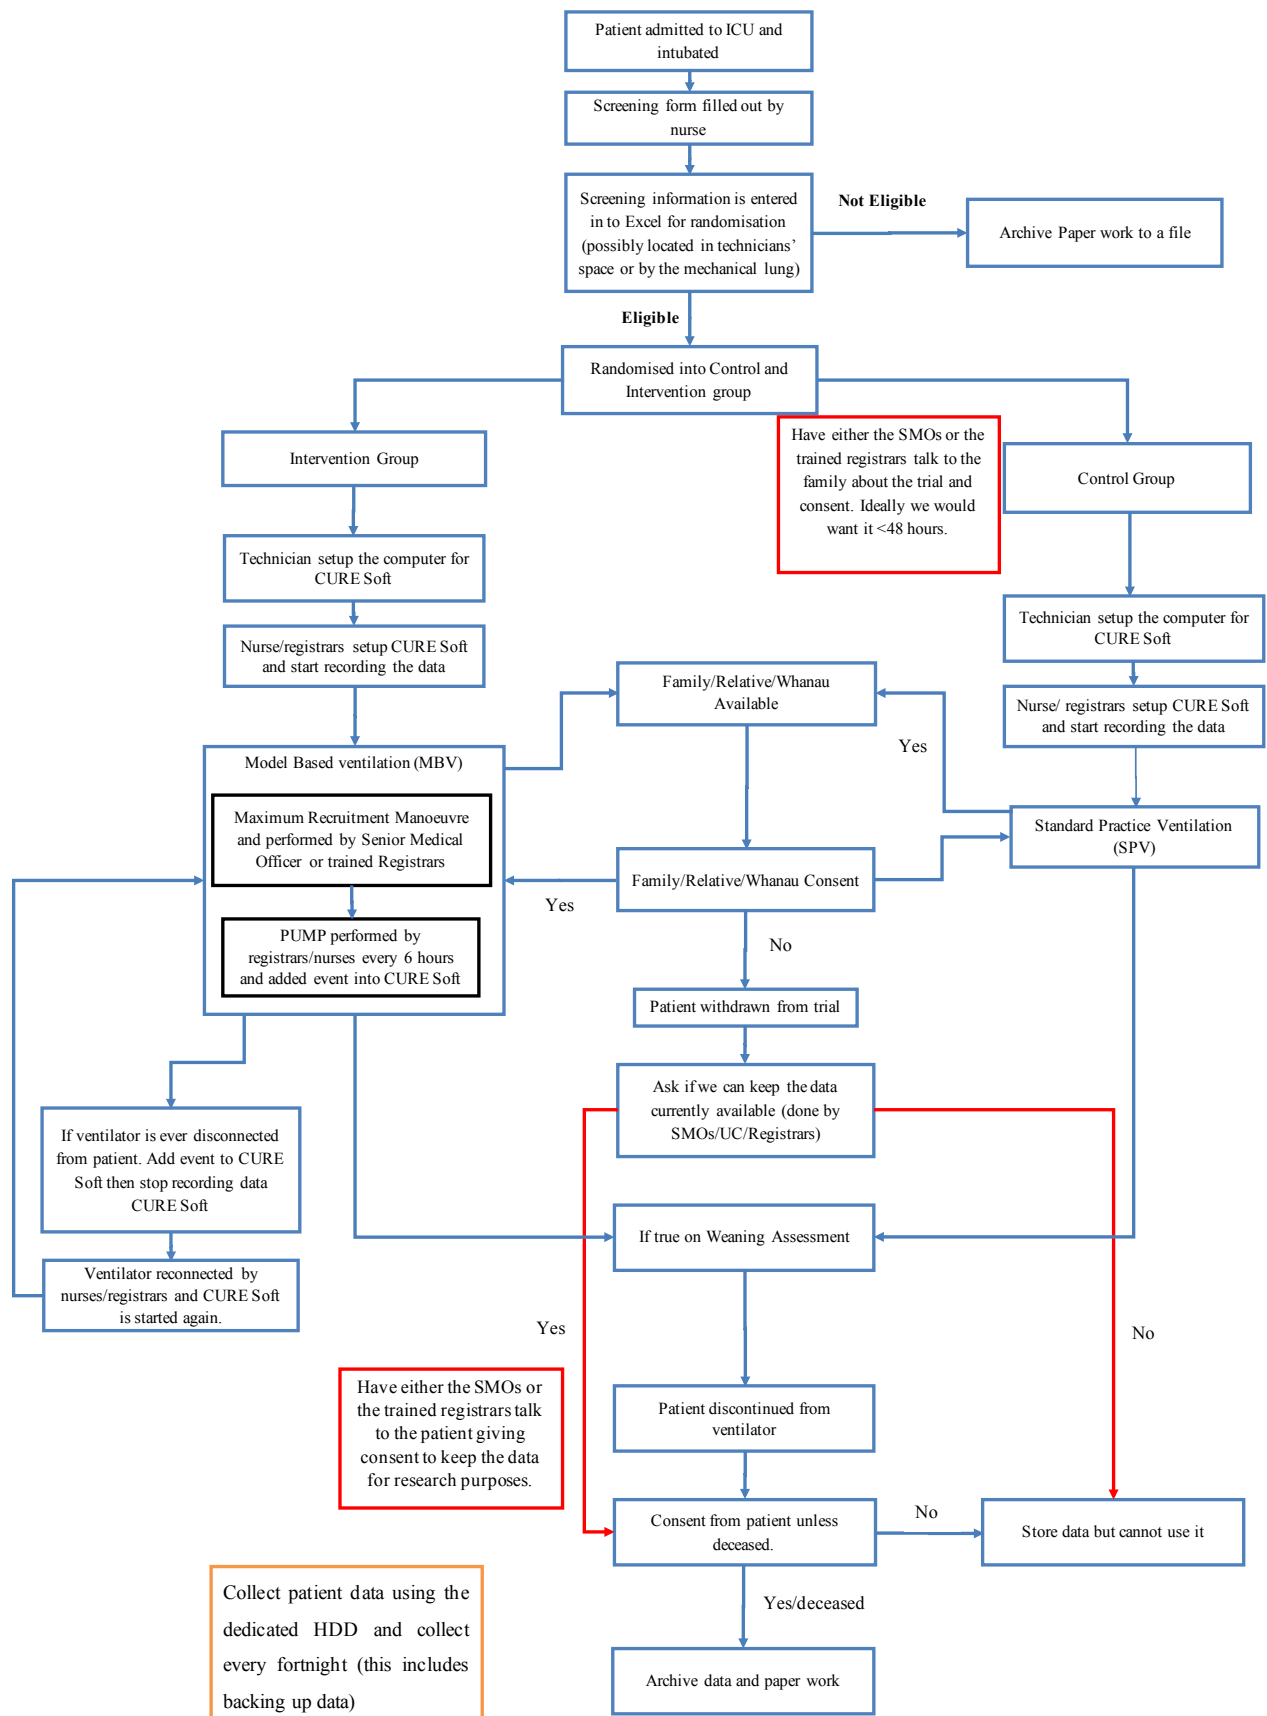 Patient admitted to ICU and
intubated
Screening form filled out by
nurse
Screening information is entered
in to Excel for randomisation
(possibly located in technicians’
space or by the mechanical lung)
Not Eligible
Archive Paper work to a file
Eligible
Randomised into Control and
Intervention group
Intervention Group
Have either the SMOs or the
trained registrars talk to the
family about the trial and
consent. Ideally we would
want it <48 hours.
Control Group
Technician setup the computer for
CURE Soft
Nurse/registrars setup CURE Soft
and start recording the data
Technician setup the computer for
CURE Soft
Nurse/ registrars setup CURE Soft
and start recording the data
Family/Relative/Whanau
Available
Yes
Model Based ventilation (MBV)
Maximum Recruitment Manoeuvre
and performed by Senior Medical
Officer or trained Registrars
PUMP performed by
registrars/nurses every 6 hours
and added event into CURE Soft
Standard Practice Ventilation
(SPV)
Family/Relative/Whanau Consent
Yes
No
Patient withdrawn from trial
Ask if we can keep the data
currently available (done by
SMOs/UC/Registrars)
If ventilator is ever disconnected
from patient. Add event to CURE
Soft then stop recording data
CURE Soft
If true on Weaning Assessment
Ventilator reconnected by
nurses/registrars and CURE Soft
is started again.
Yes
No
Have either the SMOs or
the trained registrars talk
to the patient giving
consent to keep the data
for research purposes.
Patient discontinued from
ventilator
Consent from patient unless
deceased.
No
Store data but cannot use it
Yes/deceased
Collect patient data using the
dedicated HDD and collect
every fortnight (this includes
backing up data)
Archive data and paper work